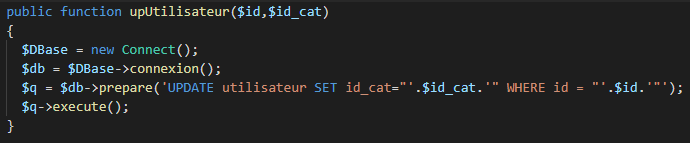 public function upUtilisateur($id,$id_cat)
{
$DBase = new Connect();
$db = $DBase->connexion();
$q = $db->prepare('UPDATE utilisateur SET id_cat="'.$id_cat.'" WHERE id = "'.$id.'"');
$q->execute();
}